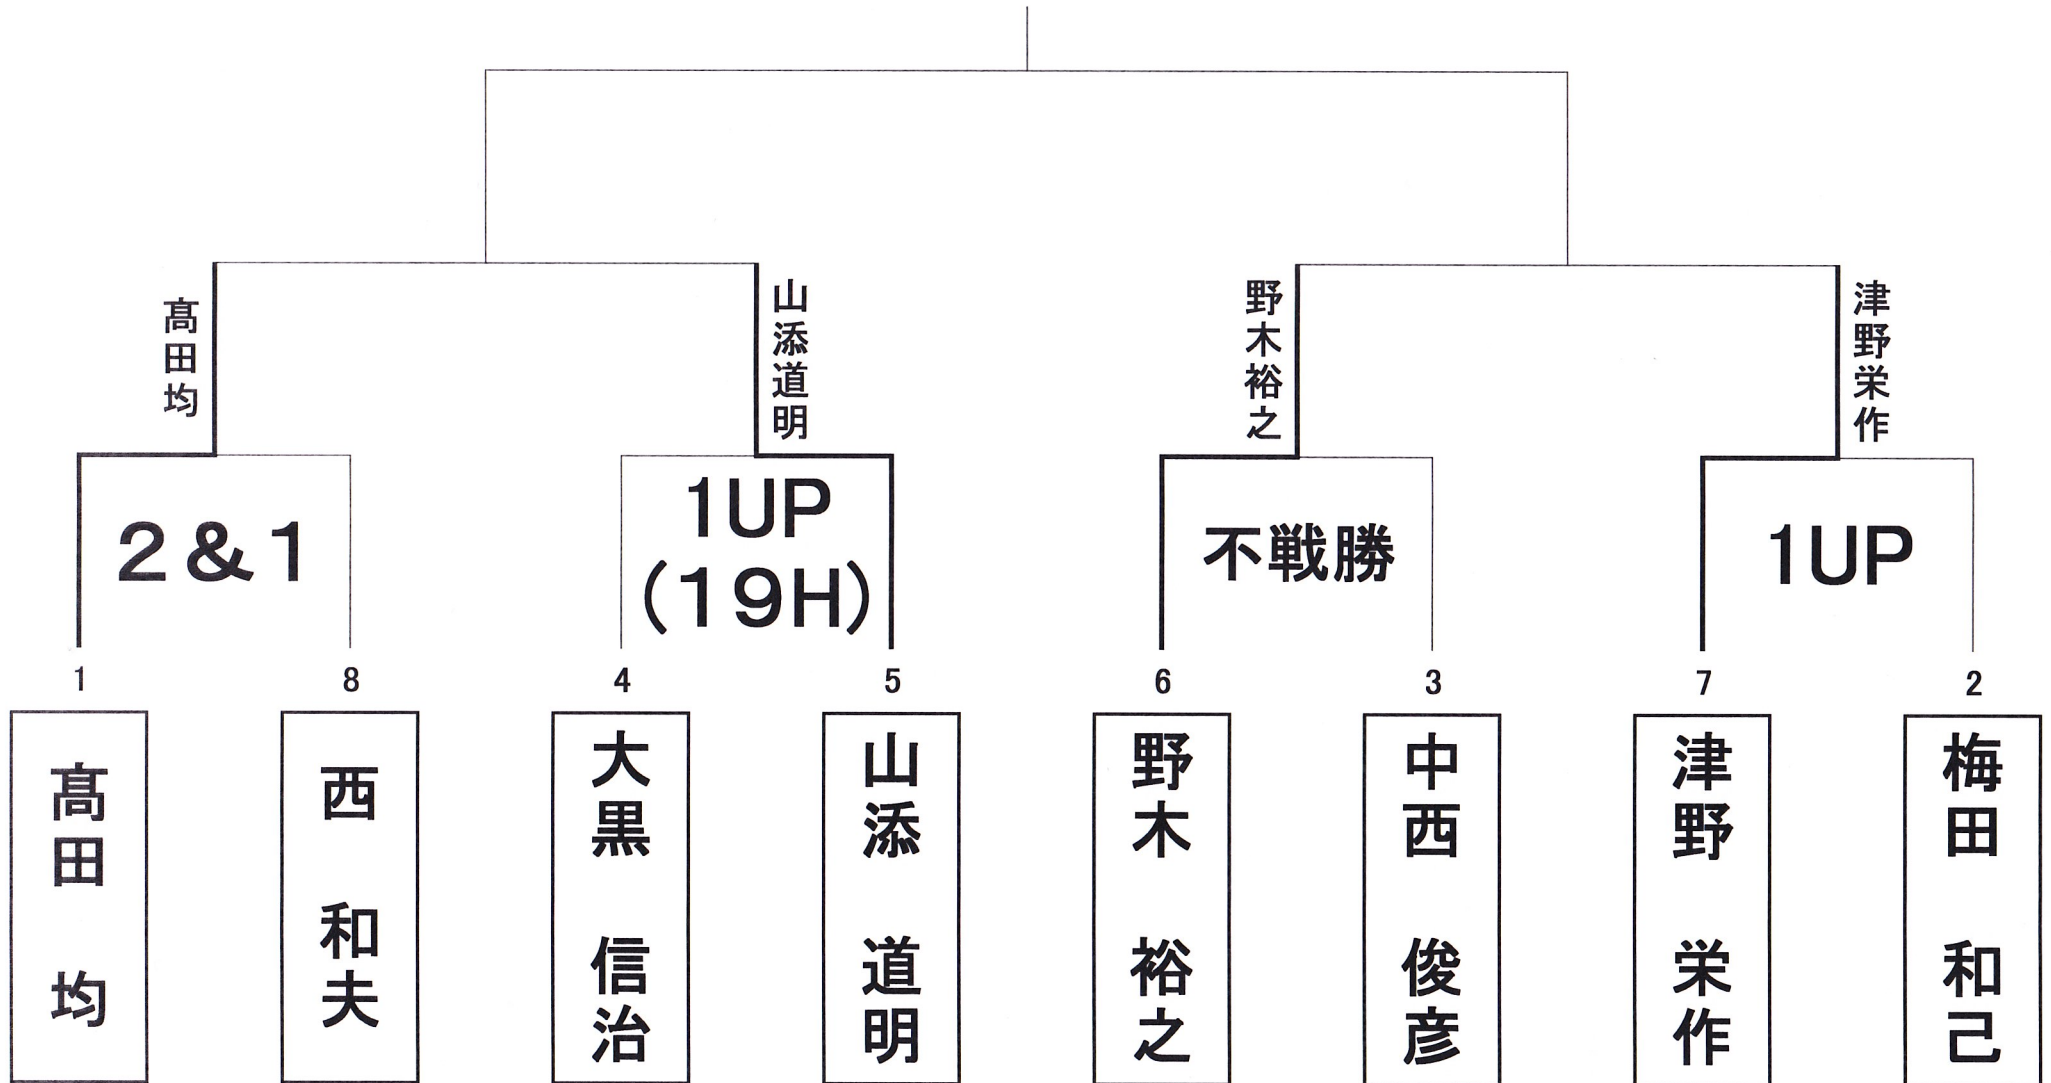 髙田均
山添道明
野木裕之
津野栄作
2&1
1UP
(19H)
不戦勝
1UP
1
8
4
5
6
3
7
2
髙田 均
西 和夫
大黒 信治
山添 道明
野木 裕之
中西 俊彦
津野 栄作
梅田 和己